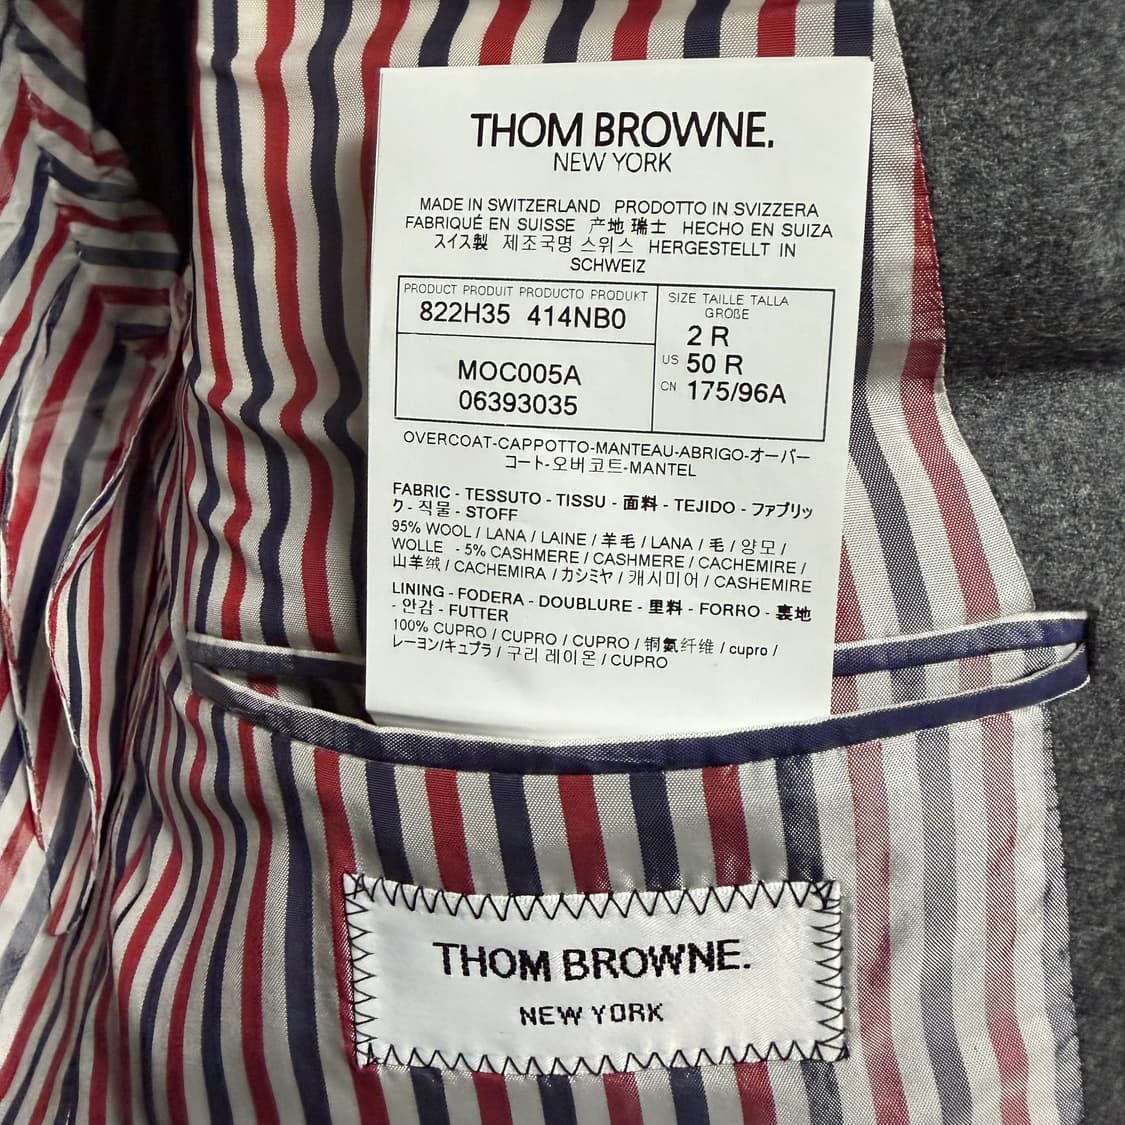 THOM BROWNE.
NEW YORK
MADE IN SWITZERLAND PRODOTTO IN SVIZZERA
FABRIQUÉ EN SUISSE 产地瑞士 HECHO EN SUIZA
スイス製 제조국명 스위스 HERGESTELLT IN
SCHWEIZ
PRODUCT PRODUIT PRODUCTO PRODUKT
822H35 414NB0
MOC005A
06393035
SIZE TAILLE TALLA
GRÖBE
2 R
US 50 R
CN 175/96A
OVERCOAT-CAPPOTTO-MANTEAU-ABRIGO-オーバー
コート-오버코트-MANTEL
FABRIC - TESSUTO - TISSU - 面料 - TEJIDO - ファブリッ
ク - 직물 - STOFF
95% WOOL / LANA / LAINE / 羊毛 / LANA / 毛 / 양모 /
WOLLE - 5% CASHMERE / CASHMERE / CACHEMIRE /
山羊绒 / CACHEMIRA / カシミヤ / 캐시미어 / CASHEMIRE
LINING - FODERA - DOUBLURE - 里料 - FORRO - 裏地
- 안감 - FUTTER
100% CUPRO / CUPRO / CUPRO / 铜氨纤维 / cupro /
レーヨン/キュプラ / 구리 레이온 / CUPRO
THOM BROWNE.
NEW YORK